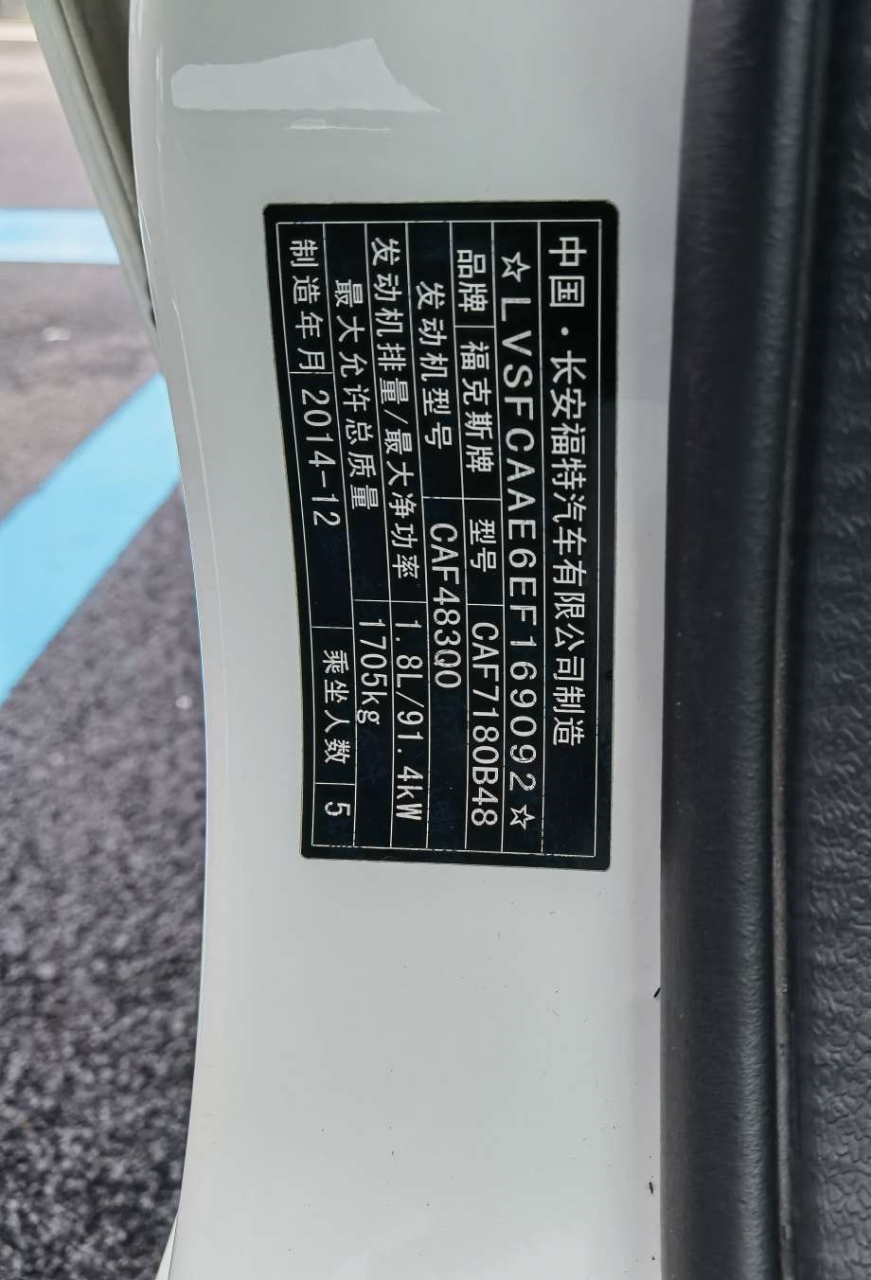 中国·长安福特汽车有限公司制造
☆LVSFCAAE6EF169092☆
品牌 福克斯牌 型号 CAF7180B48
发动机型号 CAF483Q0
发动机排量/最大净功率 1.8L/91.4kW
最大允许总质量 1705kg
制造年月 2014-12 乘坐人数 5